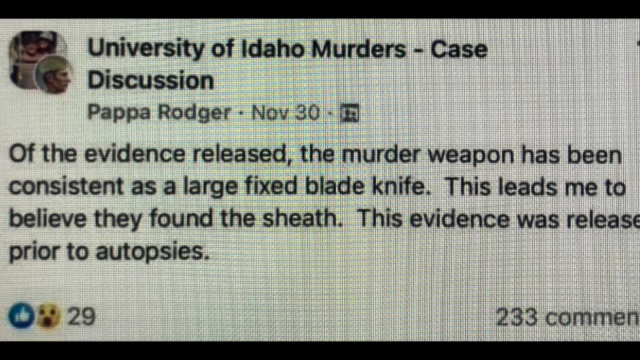 University of Idaho Murders - Case
Discussion
Pappa Rodger · Nov 30 ·
Of the evidence released, the murder weapon has been
consistent as a large fixed blade knife. This leads me to
believe they found the sheath. This evidence was release
prior to autopsies.
29
233 commen